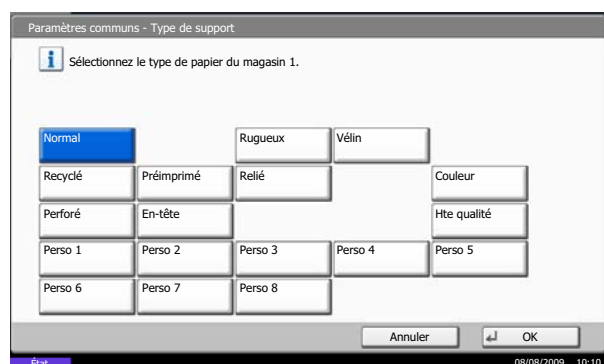 Paramètres communs - Type de support
Sélectionnez le type de papier du magasin 1.
Normal Rugueux Vélin
Recyclé Préimprimé Relié Couleur
Perforé En-tête Hte qualité
Perso 1 Perso 2 Perso 3 Perso 4 Perso 5
Perso 6 Perso 7 Perso 8
Annuler OK
État 08/08/2009 10:10